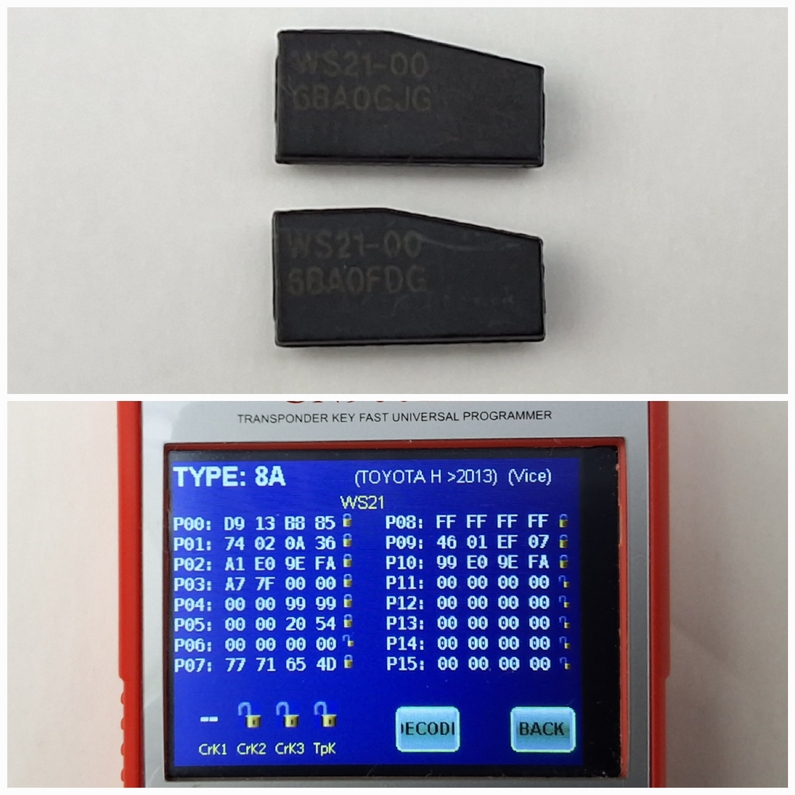 WS21-00
6BA0GJG
WS21-00
6BA0FDG
TRANSPONDER KEY FAST UNIVERSAL PROGRAMMER
TYPE: 8A (TOYOTA H >2013) (Vice)
WS21
P00: D9 13 B8 85 P08: FF FF FF FF
P01: 74 02 0A 36 P09: 46 01 EF 07
P02: A1 E0 9E FA P10: 99 E0 9E FA
P03: A7 7F 00 00 P11: 00 00 00 00
P04: 00 00 99 99 P12: 00 00 00 00
P05: 00 00 20 54 P13: 00 00 00 00
P06: 00 00 00 00 P14: 00 00 00 00
P07: 77 71 65 4D P15: 00 00 00 00
-- CrK1 CrK2 CrK3 TpK
ECOD BACK